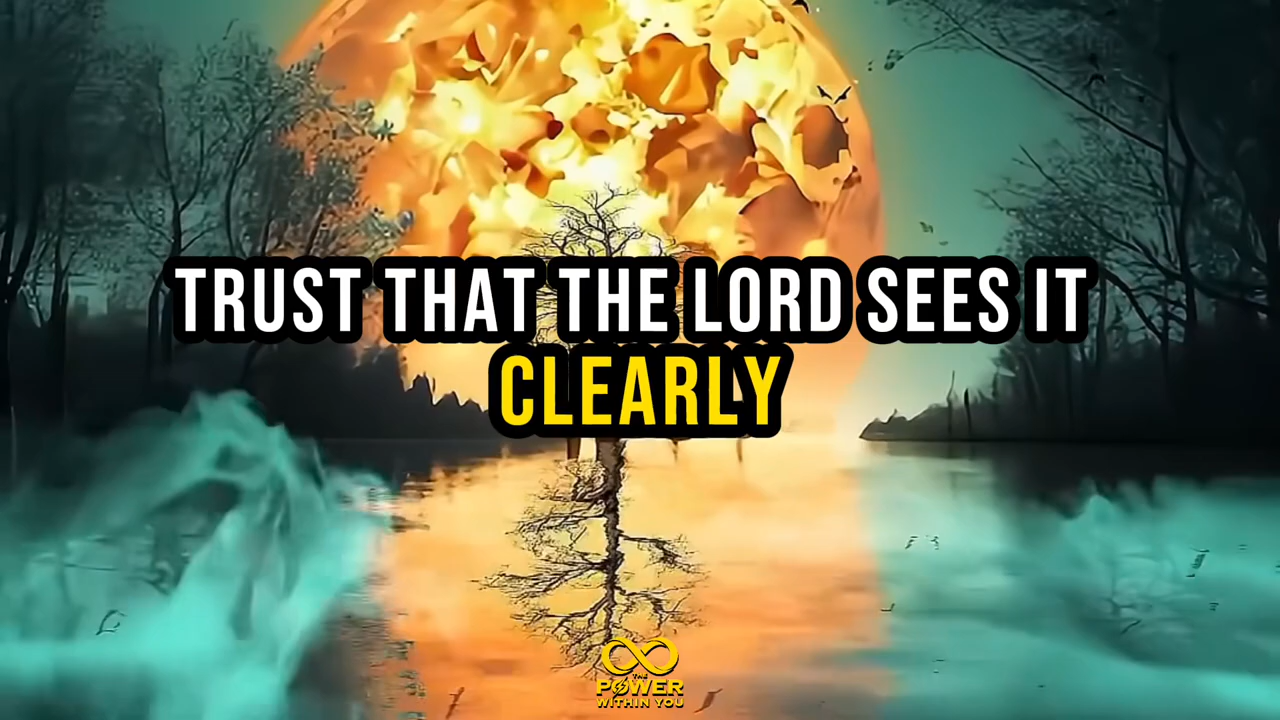 TRUST THAT THE LORD SEES IT
CLEARLY
THE
POWER
WITHIN YOU